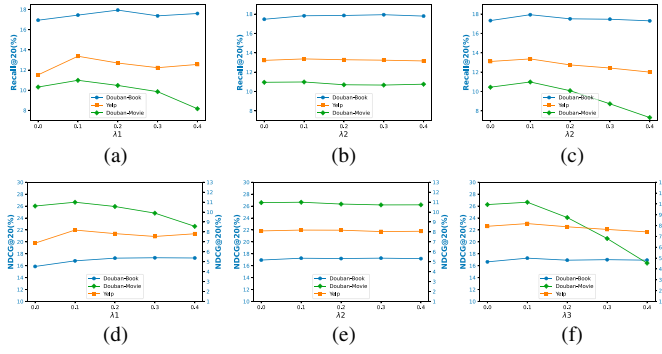 Recall@20(%)
18
16
14
12
10
8
Douban-Book
Yelp
Douban-Movie
0.0 0.1 0.2 0.3 0.4
λ1
(a)
Recall@20(%)
18
16
14
12
10
8
Douban-Book
Yelp
Douban-Movie
0.0 0.1 0.2 0.3 0.4
λ2
(b)
Recall@20(%)
18
16
14
12
10
8
Douban-Book
Yelp
Douban-Movie
0.0 0.1 0.2 0.3 0.4
λ2
(c)
NDCG@20(%)
30
28
26
24
22
20
18
16
14
12
10
Douban-Book
Yelp
Douban-Movie
0.0 0.1 0.2 0.3 0.4
λ1
13
12
11
10
9
8
7
6
5
4
3
2
1
NDCG@20(%)
(d)
NDCG@20(%)
30
28
26
24
22
20
18
16
14
12
10
Douban-Book
Yelp
Douban-Movie
0.0 0.1 0.2 0.3 0.4
λ2
13
12
11
10
9
8
7
6
5
4
3
2
1
NDCG@20(%)
(e)
NDCG@20(%)
30
28
26
24
22
20
18
16
14
12
10
Douban-Book
Yelp
Douban-Movie
0.0 0.1 0.2 0.3 0.4
λ3
(f)